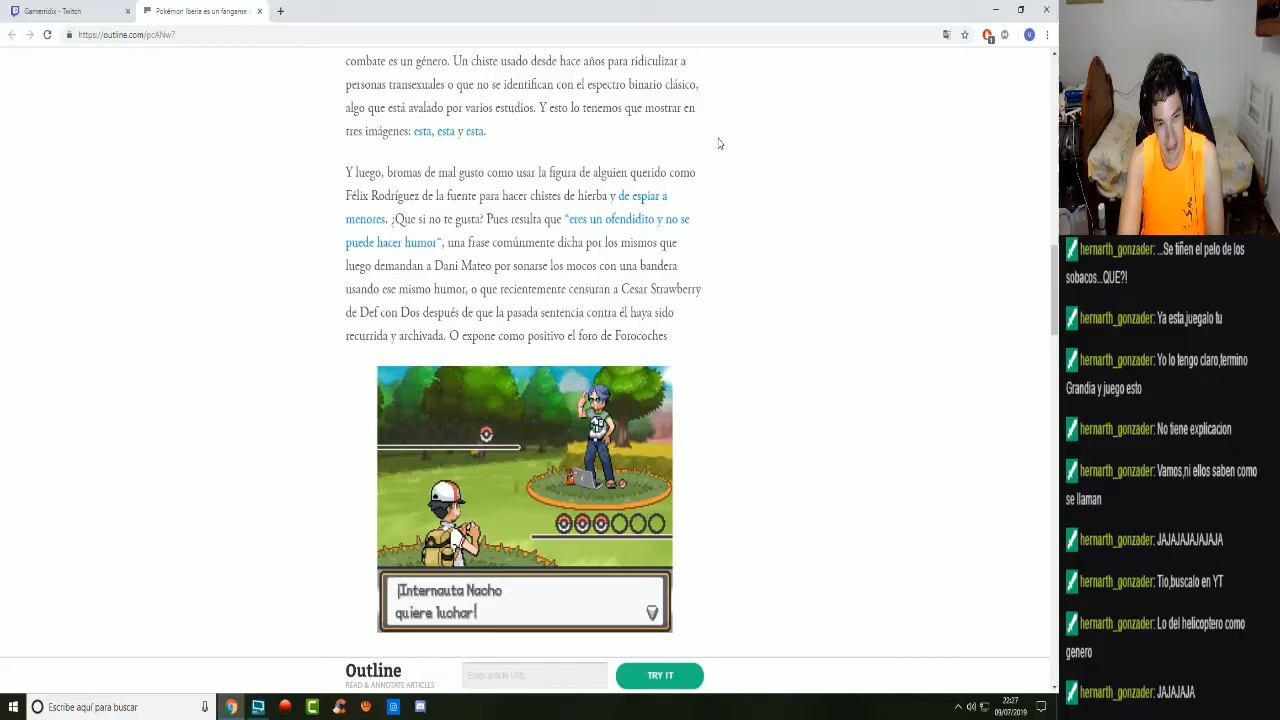 Gamerridix - Twitch
Pokémon Iberia es un fangame
https://outline.com/pcANw7
combate es un género. Un chiste usado desde hace años para ridiculizar a
personas transexuales o que no se identifican con el espectro binario clásico,
algo que está avalado por varios estudios. Y esto lo tenemos que mostrar en
tres imágenes: esta, esta y esta.
Y luego, bromas de mal gusto como usar la figura de alguien querido como
Félix Rodríguez de la fuente para hacer chistes de hierba y de espiar a
menores. ¿Que si no te gusta? Pues resulta que “eres un ofendidito y no se
puede hacer humor“, una frase comúnmente dicha por los mismos que
luego demandan a Dani Mateo por sonarse los mocos con una bandera
usando ese mismo humor, o que recientemente censuran a Cesar Strawberry
de Def con Dos después de que la pasada sentencia contra él haya sido
recurrida y archivada. O expone como positivo el foro de Forocoches
¡Internauta Nacho
quiere luchar!
Outline
READ & ANNOTATE ARTICLES
Enter article URL
TRY IT
hernarth_gonzader: ...Se tiñen el pelo de los
sobacos...QUE?!
hernarth_gonzader: Ya esta,juegalo tu
hernarth_gonzader: Yo lo tengo claro,termino
Grandia y juego esto
hernarth_gonzader: No tiene explicacion
hernarth_gonzader: Vamos,ni ellos saben como
se llaman
hernarth_gonzader: JAJAJAJAJAJAJA
hernarth_gonzader: Tio,buscalo en YT
hernarth_gonzader: Lo del helicoptero como
genero
hernarth_gonzader: JAJAJAJA
Escribe aquí para buscar
22:27
09/07/2019